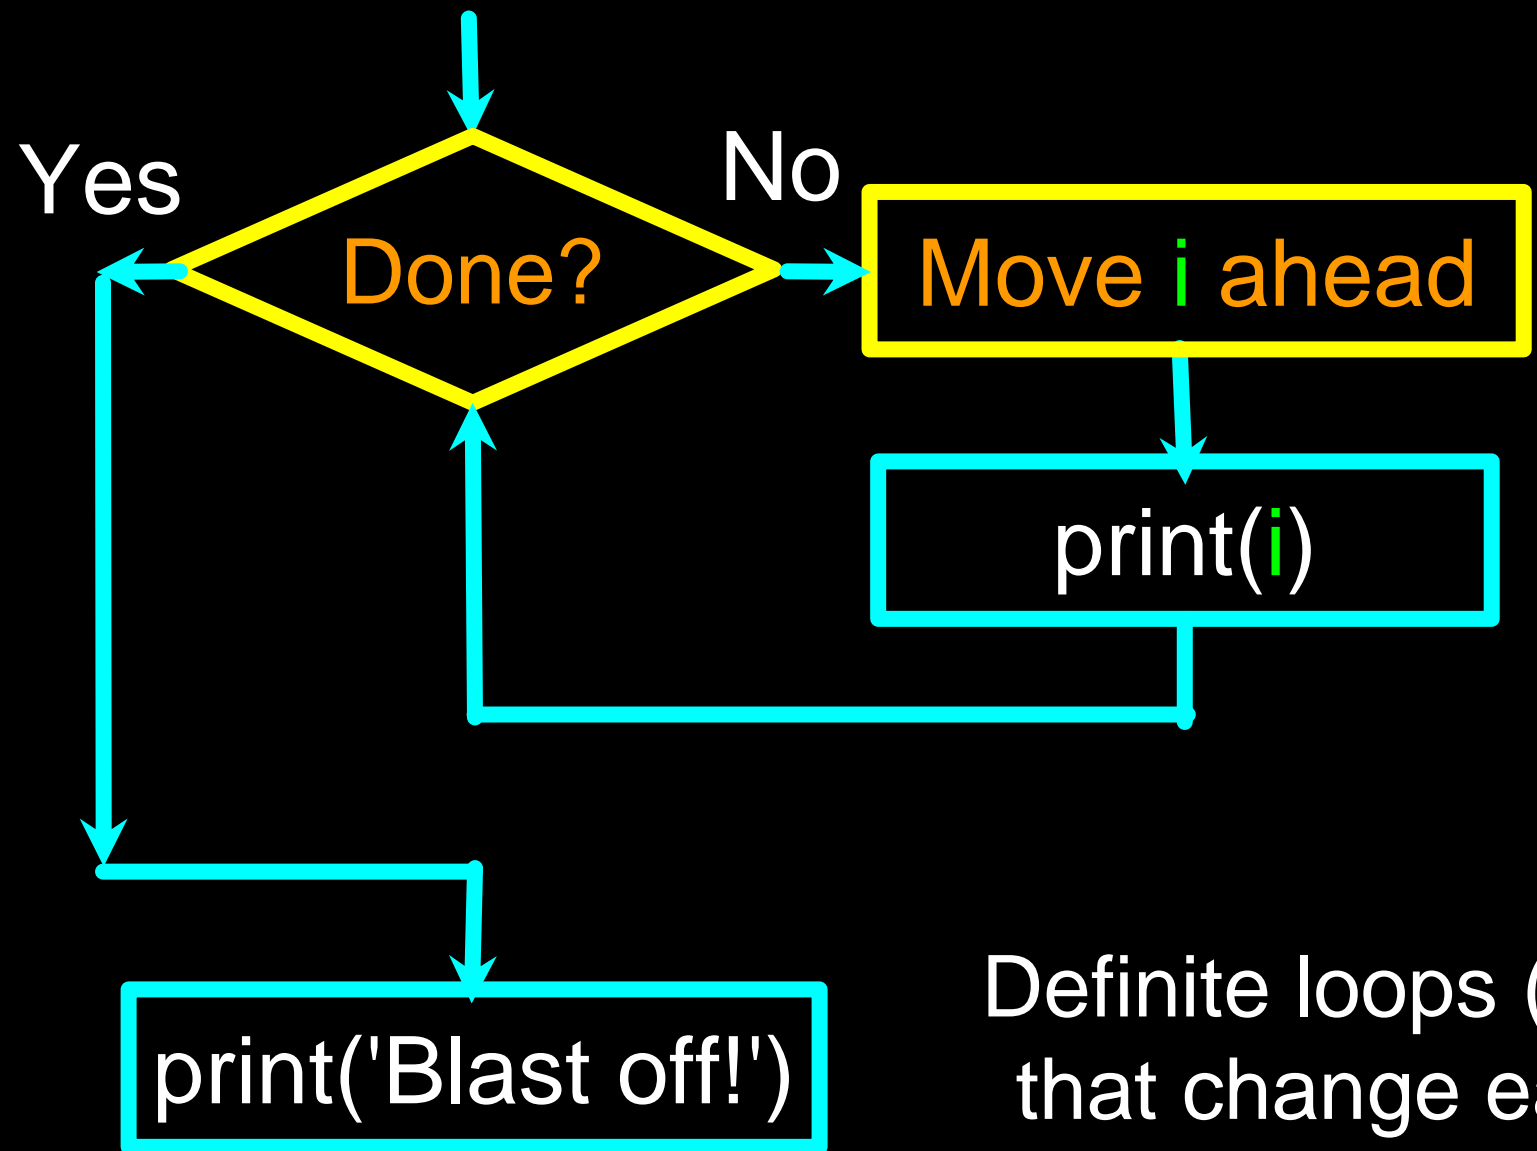 Yes
No
Done?
Move i ahead
print(i)
print('Blast off!')
Definite loops (
that change